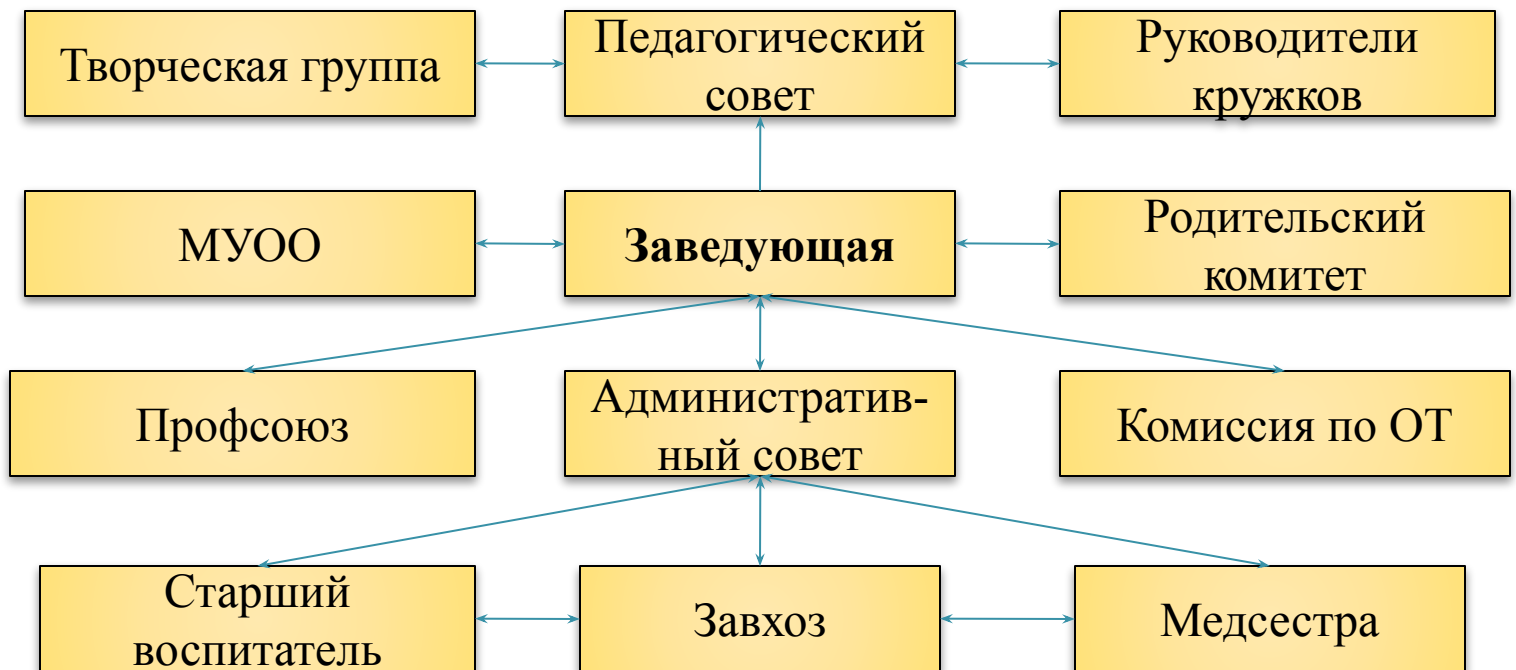 Творческая группа
Педагогический
совет
Руководители
кружков
МУОО
Заведующая
Родительский
комитет
Профсоюз
Административ-
ный совет
Комиссия по ОТ
Старший
воспитатель
Завхоз
Медсестра